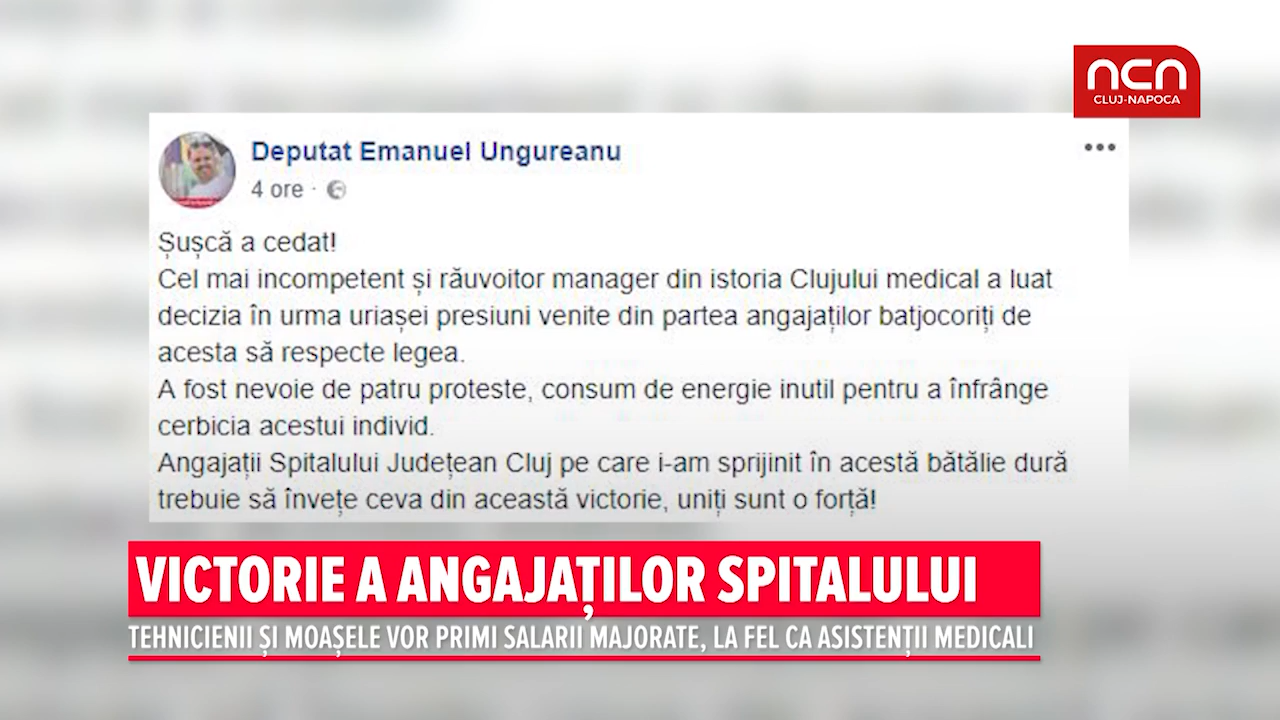 ncn
CLUJ-NAPOCA
Deputat Emanuel Ungureanu
4 ore ·
Șușcă a cedat!
Cel mai incompetent și răuvoitor manager din istoria Clujului medical a luat
decizia în urma uriașei presiuni venite din partea angajaților batjocoriți de
acesta să respecte legea.
A fost nevoie de patru proteste, consum de energie inutil pentru a înfrânge
cerbicia acestui individ.
Angajații Spitalului Județean Cluj pe care i-am sprijinit în acestă bătălie dură
trebuie să învețe ceva din această victorie, uniți sunt o forță!
VICTORIE A ANGAJAȚILOR SPITALULUI
TEHNICIENII ȘI MOAȘELE VOR PRIMI SALARII MAJORATE, LA FEL CA ASISTENȚII MEDICALI